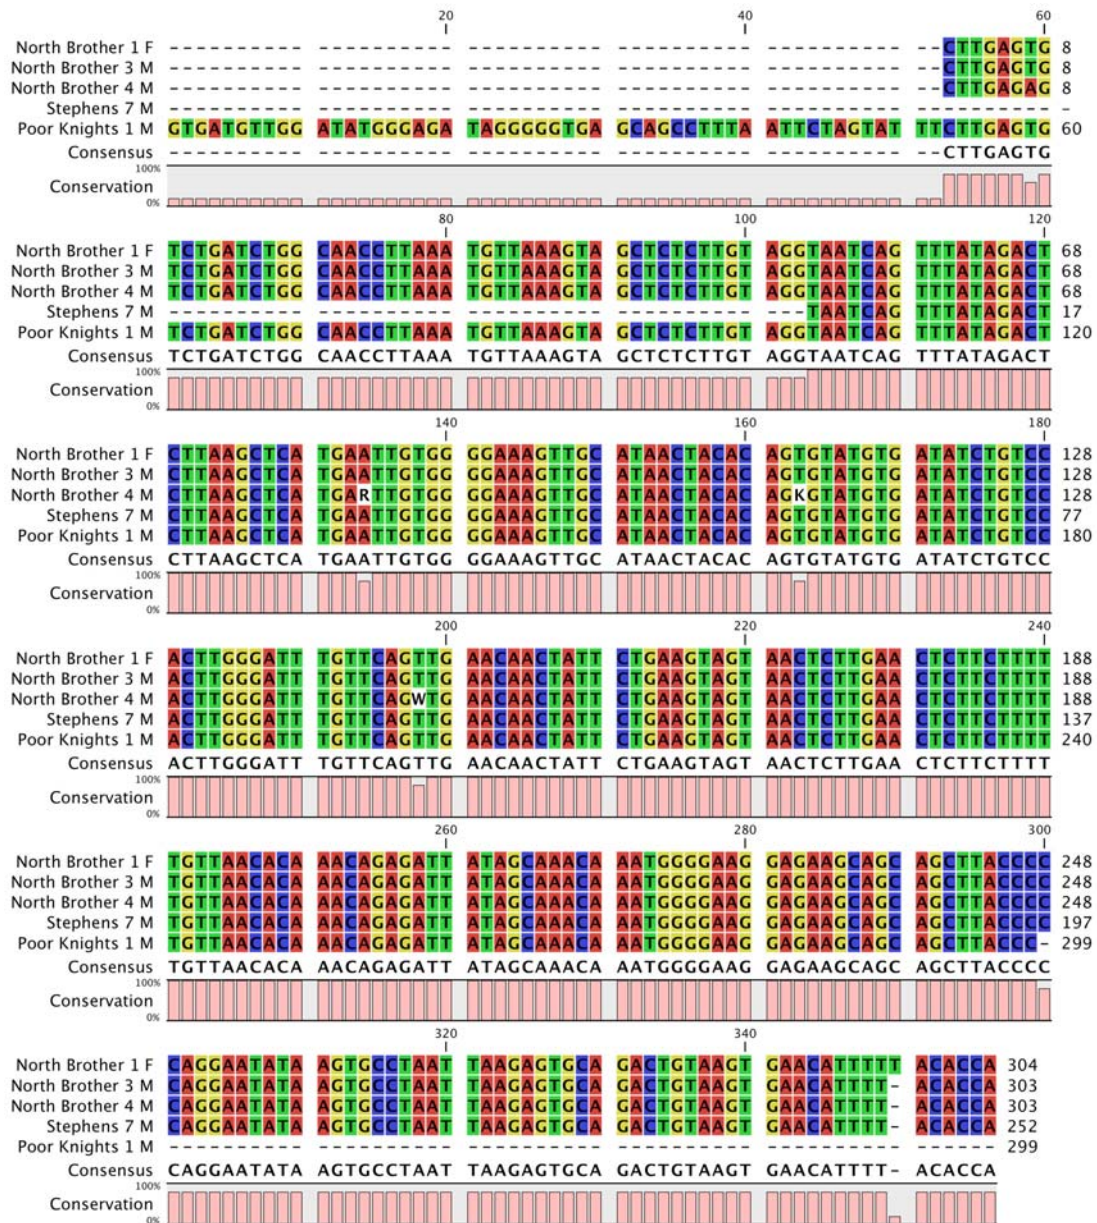 20 40 60
North Brother 1 F ---------- ---------- ---------- ---------- ---------- --CTTGAGTG 8
North Brother 3 M ---------- ---------- ---------- ---------- ---------- --CTTGAGTG 8
North Brother 4 M ---------- ---------- ---------- ---------- ---------- --CTTGAGAG 8
Stephens 7 M ---------- ---------- ---------- ---------- ---------- ---------- -
Poor Knights 1 M GTGATGTTGG ATATGGGAGA TAGGGGGTGA GCAGCCTTTA ATTCTAGTAT TTCTTGAGTG 60
Consensus ---------- ---------- ---------- ---------- ---------- --CTTGAGTG
100%
Conservation
0%
80 100 120
North Brother 1 F TCTGATCTGG CAACCTTAAA TGTTAAAGTA GCTCTCTTGT AGGTAATCAG TTTATAGACT 68
North Brother 3 M TCTGATCTGG CAACCTTAAA TGTTAAAGTA GCTCTCTTGT AGGTAATCAG TTTATAGACT 68
North Brother 4 M TCTGATCTGG CAACCTTAAA TGTTAAAGTA GCTCTCTTGT AGGTAATCAG TTTATAGACT 68
Stephens 7 M ---------- ---------- ---------- ---------- ---TAATCAG TTTATAGACT 17
Poor Knights 1 M TCTGATCTGG CAACCTTAAA TGTTAAAGTA GCTCTCTTGT AGGTAATCAG TTTATAGACT 120
Consensus TCTGATCTGG CAACCTTAAA TGTTAAAGTA GCTCTCTTGT AGGTAATCAG TTTATAGACT
100%
Conservation
0%
140 160 180
North Brother 1 F CTTAAGCTCA TGAATTGTGG GGAAAGTTGC ATAACTACAC AGTGTATGTG ATATCTGTCC 128
North Brother 3 M CTTAAGCTCA TGAATTGTGG GGAAAGTTGC ATAACTACAC AGTGTATGTG ATATCTGTCC 128
North Brother 4 M CTTAAGCTCA TGARTTGTGG GGAAAGTTGC ATAACTACAC AGKGTATGTG ATATCTGTCC 128
Stephens 7 M CTTAAGCTCA TGAATTGTGG GGAAAGTTGC ATAACTACAC AGTGTATGTG ATATCTGTCC 77
Poor Knights 1 M CTTAAGCTCA TGAATTGTGG GGAAAGTTGC ATAACTACAC AGTGTATGTG ATATCTGTCC 180
Consensus CTTAAGCTCA TGAATTGTGG GGAAAGTTGC ATAACTACAC AGTGTATGTG ATATCTGTCC
100%
Conservation
0%
200 220 240
North Brother 1 F ACTTGGGATT TGTTCAGTTG AACAACTATT CTGAAGTAGT AACTCTTGAA CTCTTCTTTT 188
North Brother 3 M ACTTGGGATT TGTTCAGTTG AACAACTATT CTGAAGTAGT AACTCTTGAA CTCTTCTTTT 188
North Brother 4 M ACTTGGGATT TGTTCAGWTG AACAACTATT CTGAAGTAGT AACTCTTGAA CTCTTCTTTT 188
Stephens 7 M ACTTGGGATT TGTTCAGTTG AACAACTATT CTGAAGTAGT AACTCTTGAA CTCTTCTTTT 137
Poor Knights 1 M ACTTGGGATT TGTTCAGTTG AACAACTATT CTGAAGTAGT AACTCTTGAA CTCTTCTTTT 240
Consensus ACTTGGGATT TGTTCAGTTG AACAACTATT CTGAAGTAGT AACTCTTGAA CTCTTCTTTT
100%
Conservation
0%
260 280 300
North Brother 1 F TGTTAACACA AACAGAGATT ATAGCAAACA AATGGGGAAG GAGAAGCAGC AGCTTACCCC 248
North Brother 3 M TGTTAACACA AACAGAGATT ATAGCAAACA AATGGGGAAG GAGAAGCAGC AGCTTACCCC 248
North Brother 4 M TGTTAACACA AACAGAGATT ATAGCAAACA AATGGGGAAG GAGAAGCAGC AGCTTACCCC 248
Stephens 7 M TGTTAACACA AACAGAGATT ATAGCAAACA AATGGGGAAG GAGAAGCAGC AGCTTACCCC 197
Poor Knights 1 M TGTTAACACA AACAGAGATT ATAGCAAACA AATGGGGAAG GAGAAGCAGC AGCTTACCC- 299
Consensus TGTTAACACA AACAGAGATT ATAGCAAACA AATGGGGAAG GAGAAGCAGC AGCTTACCCC
100%
Conservation
0%
320 340
North Brother 1 F CAGGAATATA AGTGCCTAAT TAAGAGTGCA GACTGTAAGT GAACATTTTT ACACCA 304
North Brother 3 M CAGGAATATA AGTGCCTAAT TAAGAGTGCA GACTGTAAGT GAACATTTT- ACACCA 303
North Brother 4 M CAGGAATATA AGTGCCTAAT TAAGAGTGCA GACTGTAAGT GAACATTTT- ACACCA 303
Stephens 7 M CAGGAATATA AGTGCCTAAT TAAGAGTGCA GACTGTAAGT GAACATTTT- ACACCA 252
Poor Knights 1 M ---------- ---------- ---------- ---------- ---------- ------ 299
Consensus CAGGAATATA AGTGCCTAAT TAAGAGTGCA GACTGTAAGT GAACATTTT- ACACCA
100%
Conservation
0%